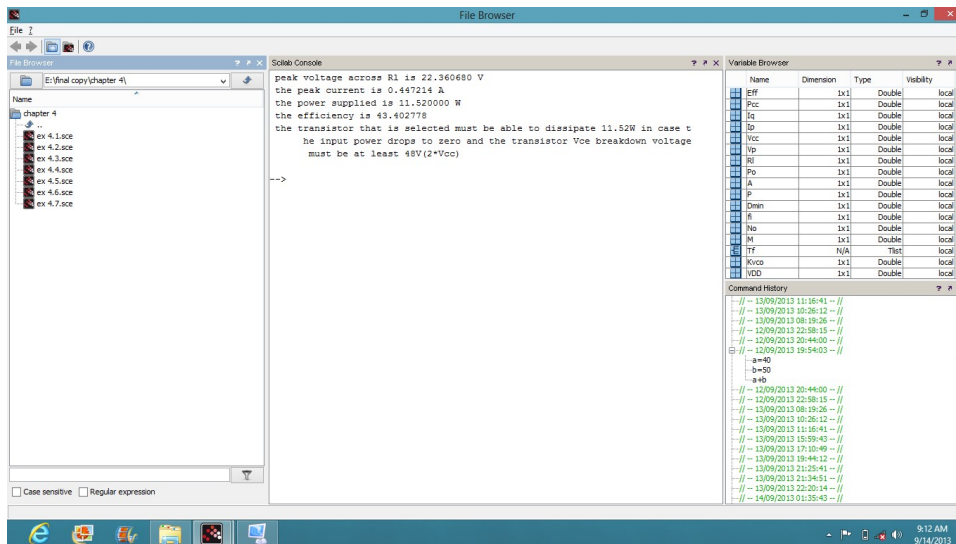 File Browser
File ?
File Browser
E:\final copy\chapter 4\
Name
chapter 4
..
ex 4.1.sce
ex 4.2.sce
ex 4.3.sce
ex 4.4.sce
ex 4.5.sce
ex 4.6.sce
ex 4.7.sce
Case sensitive Regular expression
Scilab Console
peak voltage across Rl is 22.360680 V
the peak current is 0.447214 A
the power supplied is 11.520000 W
the efficiency is 43.402778
the transistor that is selected must be able to dissipate 11.52W in case t
he input power drops to zero and the transistor Vce breakdown voltage
must be at least 48V(2*Vcc)
-->
Variable Browser
Name Dimension Type Visibility
Eff 1x1 Double local
Pcc 1x1 Double local
Iq 1x1 Double local
Ip 1x1 Double local
Vcc 1x1 Double local
Vp 1x1 Double local
Rl 1x1 Double local
Po 1x1 Double local
A 1x1 Double local
P 1x1 Double local
Dmin 1x1 Double local
fi 1x1 Double local
No 1x1 Double local
M 1x1 Double local
Tf N/A Tlist local
Kvco 1x1 Double local
VDD 1x1 Double local
Command History
// -- 13/09/2013 11:16:41 -- //
// -- 13/09/2013 10:26:12 -- //
// -- 13/09/2013 08:19:26 -- //
// -- 12/09/2013 22:58:15 -- //
// -- 12/09/2013 20:44:00 -- //
// -- 12/09/2013 19:54:03 -- //
a=40
b=50
a+b
// -- 12/09/2013 20:44:00 -- //
// -- 12/09/2013 22:58:15 -- //
// -- 13/09/2013 08:19:26 -- //
// -- 13/09/2013 10:26:12 -- //
// -- 13/09/2013 11:16:41 -- //
// -- 13/09/2013 15:59:43 -- //
// -- 13/09/2013 17:10:49 -- //
// -- 13/09/2013 19:44:12 -- //
// -- 13/09/2013 21:25:41 -- //
// -- 13/09/2013 21:34:51 -- //
// -- 13/09/2013 22:20:14 -- //
// -- 14/09/2013 01:35:43 -- //
9:12 AM
9/14/2013